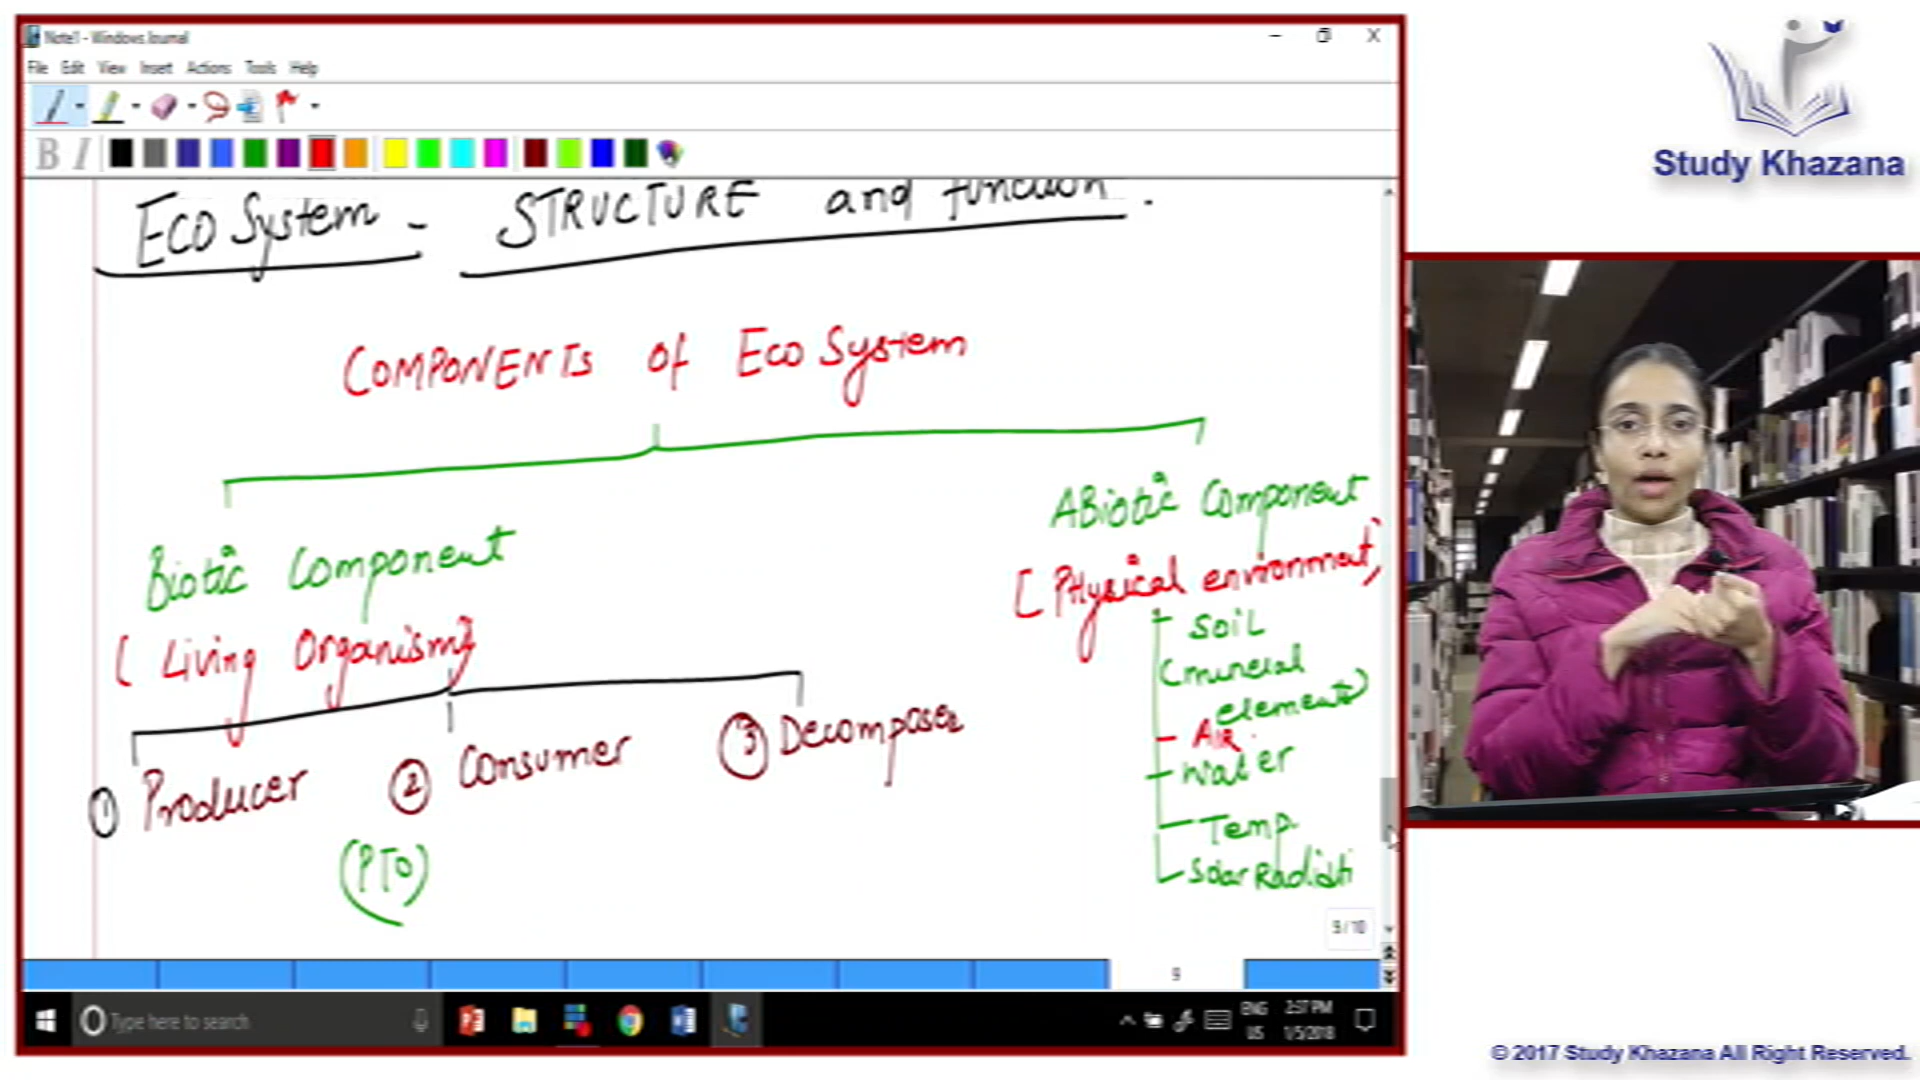 Note1 - Windows Journal
File Edit View Insert Actions Tools Help
B I
Study Khazana
ECO System - STRUCTURE and function.
COMPONENTS of Eco System
Biotic Component
[ Living Organism]
ABiotic Component
[ Physical environment]
Soil
(mineral
elements)
AIR
Water
Temp.
Solar Radiati
① Producer
② Consumer
③ Decomposer
(PTO)
9 / 10
9
Type here to search
ENG
US
2:37 PM
1/5/2018
© 2017 Study Khazana All Right Reserved.